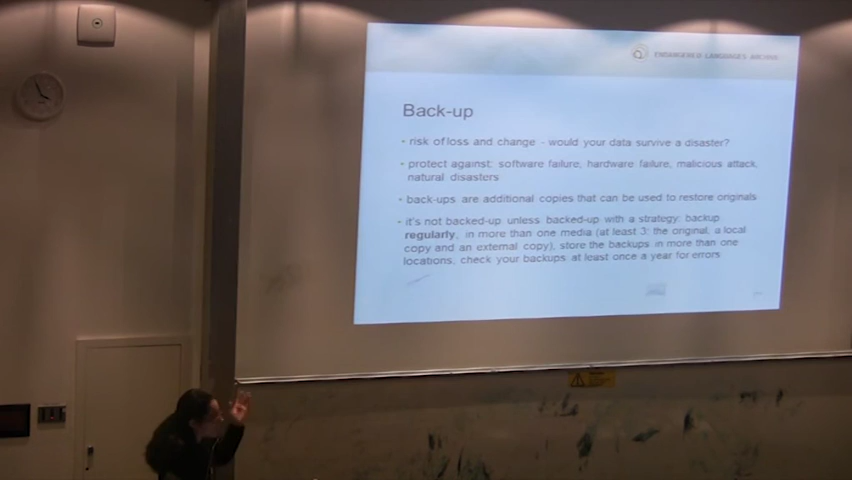 ENDANGERED LANGUAGES ARCHIVE
Back-up
• risk of loss and change - would your data survive a disaster?
• protect against: software failure, hardware failure, malicious attack,
natural disasters
• back-ups are additional copies that can be used to restore originals
• it's not backed-up unless backed-up with a strategy: backup
regularly, in more than one media (at least 3: the original, a local
copy and an external copy), store the backups in more than one
locations, check your backups at least once a year for errors